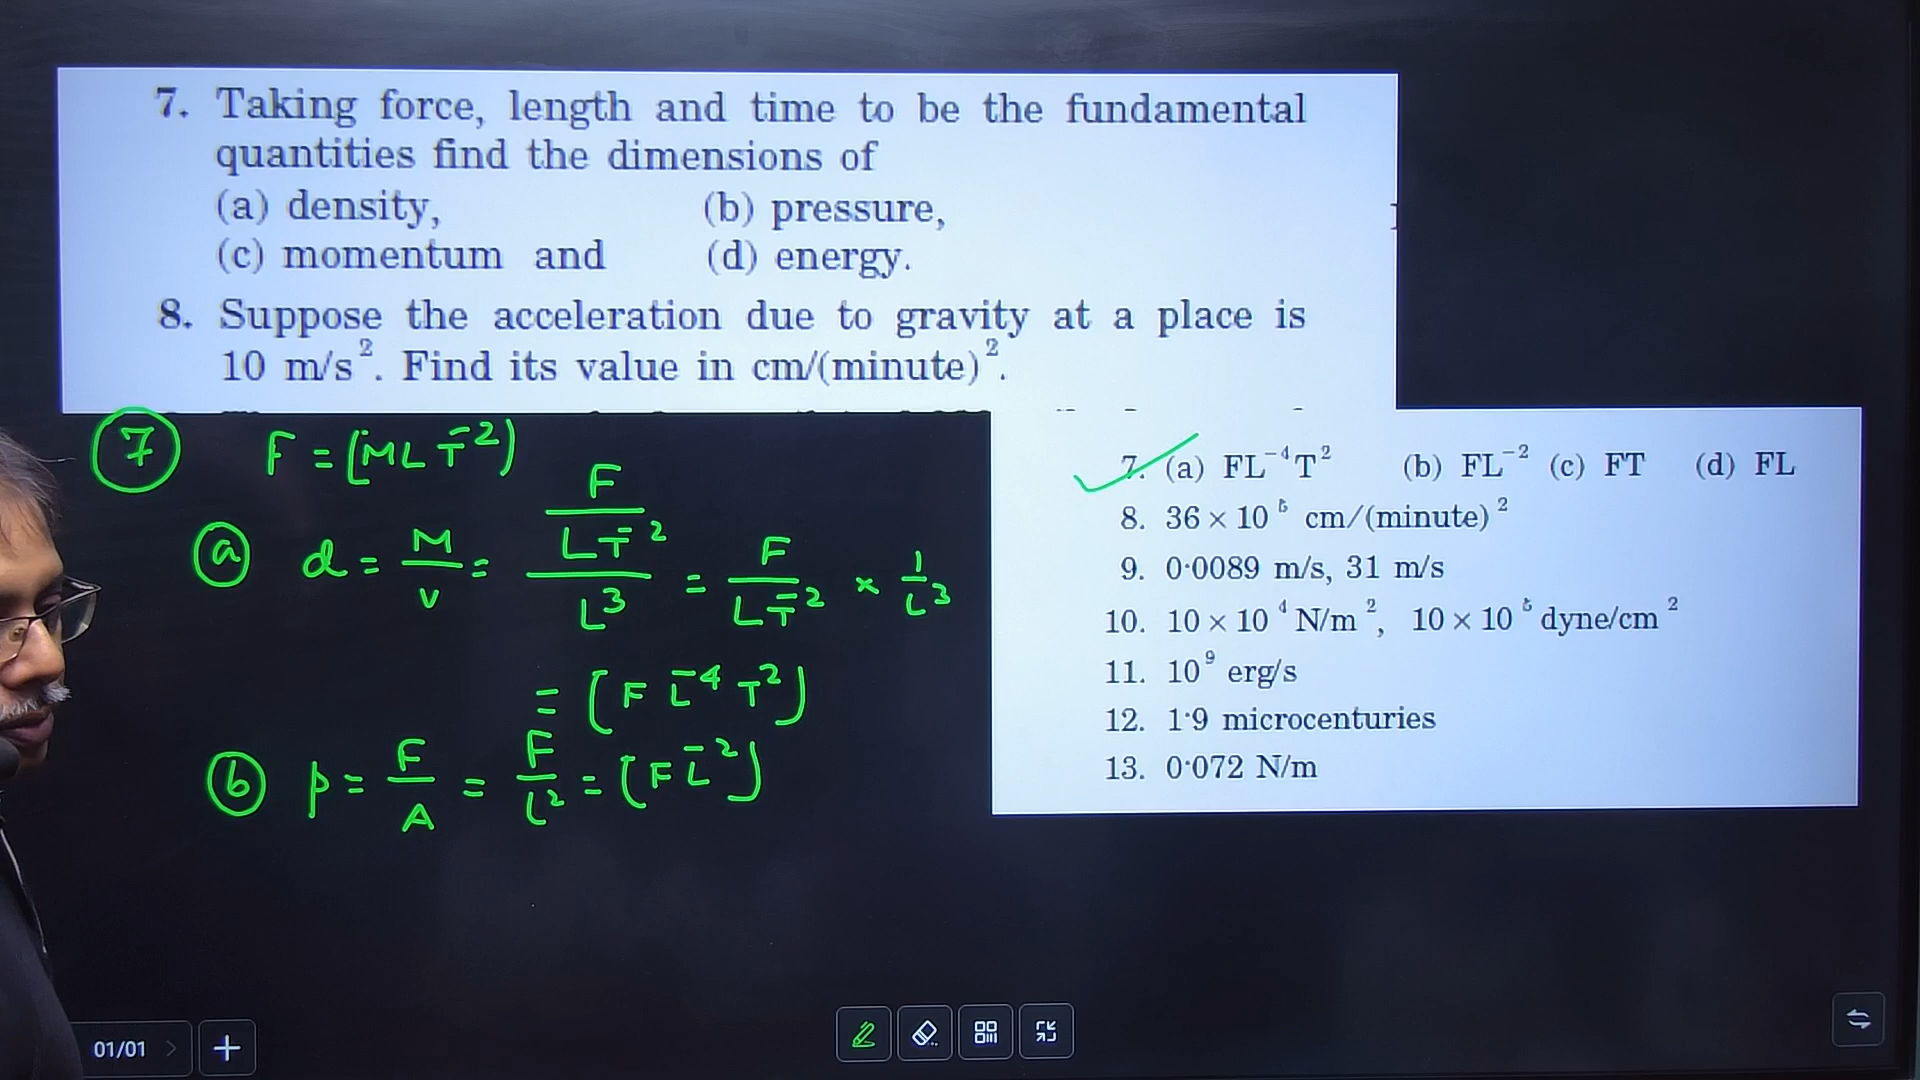 7. Taking force, length and time to be the fundamental
quantities find the dimensions of
(a) density, (b) pressure,
(c) momentum and (d) energy.
8. Suppose the acceleration due to gravity at a place is
10 m/s². Find its value in cm/(minute)².
7 F = [MLT⁻²]
a d = M/V = (F/LT⁻²)/L³ = F/LT⁻² × 1/L³
= [FL⁻⁴T²]
b p = F/A = F/L² = [FL⁻²]
7. (a) FL⁻⁴T² (b) FL⁻² (c) FT (d) FL
8. 36 × 10⁵ cm/(minute)²
9. 0·0089 m/s, 31 m/s
10. 10 × 10⁴ N/m², 10 × 10⁵ dyne/cm²
11. 10⁹ erg/s
12. 1·9 microcenturies
13. 0·072 N/m
01/01